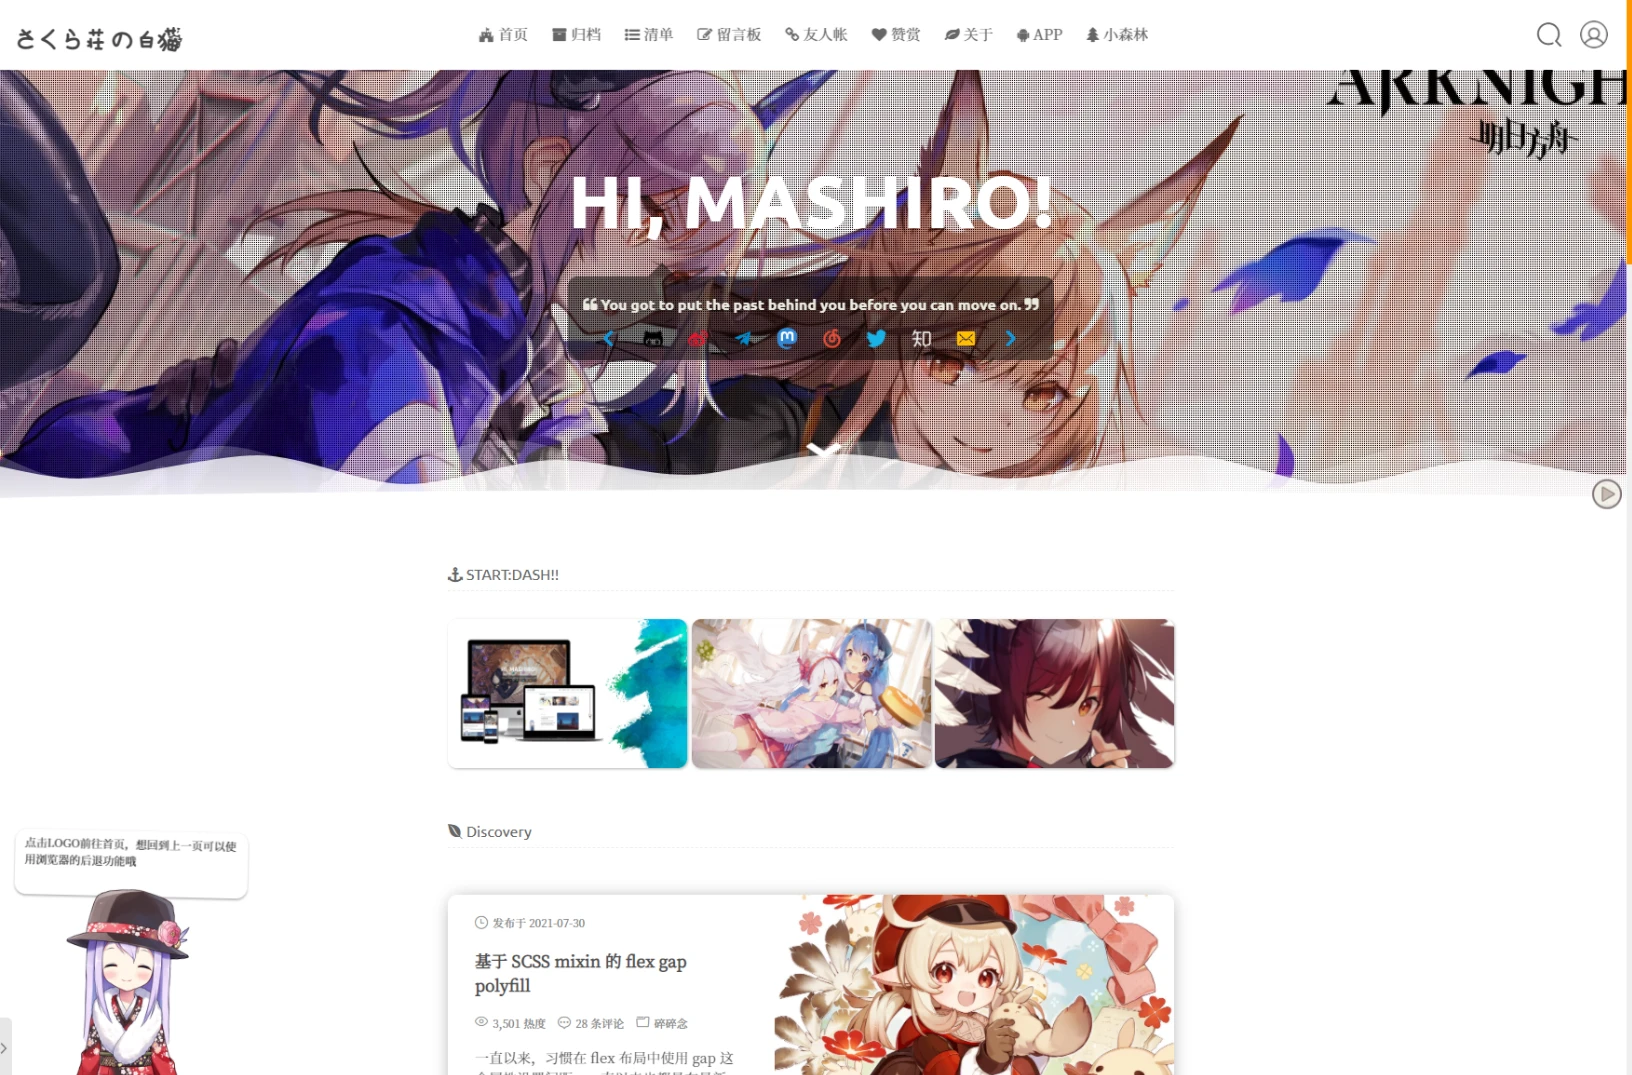 さくら荘の白猫
首页 归档 清单 留言板 友人帐 赞赏 关于 APP 小森林
明日方舟
HI, MASHIRO!
You got to put the past behind you before you can move on.
知
START:DASH!!
Discovery
点击LOGO前往首页，想回到上一页可以使
用浏览器的后退功能哦
发布于 2021-07-30
基于 SCSS mixin 的 flex gap
polyfill
3,501 热度 28 条评论 碎碎念
一直以来，习惯在 flex 布局中使用 gap 这